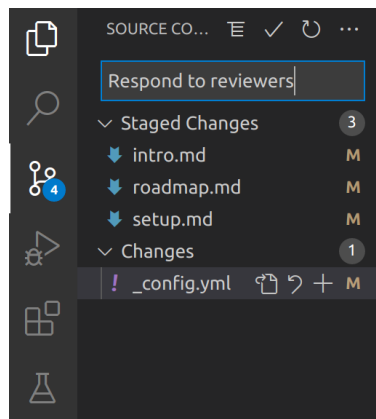 SOURCE CO...
Respond to reviewers
Staged Changes 3
intro.md M
4
roadmap.md M
setup.md M
Changes 1
! _config.yml M